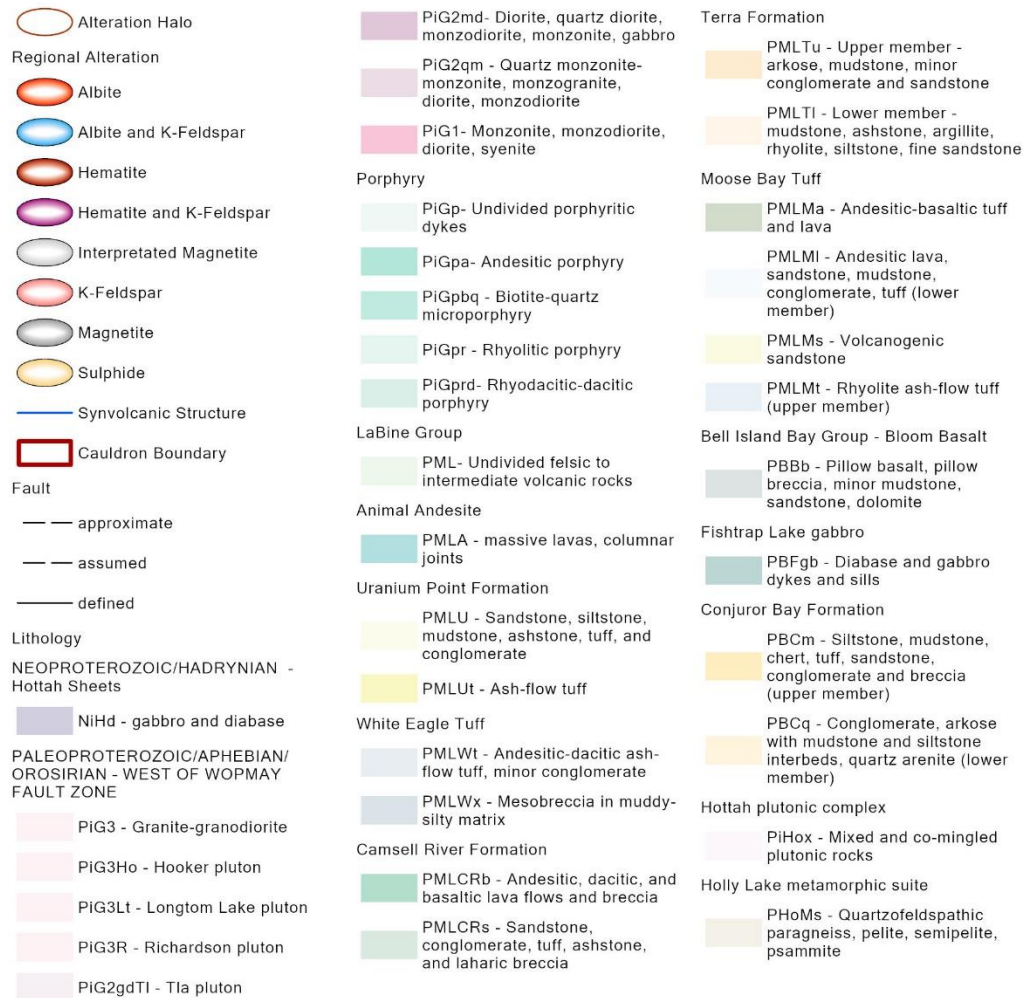 Alteration Halo
Regional Alteration
Albite
Albite and K-Feldspar
Hematite
Hematite and K-Feldspar
Interpretated Magnetite
K-Feldspar
Magnetite
Sulphide
Synvolcanic Structure
Cauldron Boundary
Fault
approximate
assumed
defined
Lithology
NEOPROTEROZOIC/HADRYNIAN -
Hottah Sheets
NiHd - gabbro and diabase
PALEOPROTEROZOIC/APHEBIAN/
OROSIRIAN - WEST OF WOPMAY
FAULT ZONE
PiG3 - Granite-granodiorite
PiG3Ho - Hooker pluton
PiG3Lt - Longtom Lake pluton
PiG3R - Richardson pluton
PiG2gdTl - Tla pluton
PiG2md- Diorite, quartz diorite,
monzodiorite, monzonite, gabbro
PiG2qm - Quartz monzonite-
monzonite, monzogranite,
diorite, monzodiorite
PiG1- Monzonite, monzodiorite,
diorite, syenite
Porphyry
PiGp- Undivided porphyritic
dykes
PiGpa- Andesitic porphyry
PiGpbq - Biotite-quartz
microporphyry
PiGpr - Rhyolitic porphyry
PiGprd- Rhyodacitic-dacitic
porphyry
LaBine Group
PML- Undivided felsic to
intermediate volcanic rocks
Animal Andesite
PMLA - massive lavas, columnar
joints
Uranium Point Formation
PMLU - Sandstone, siltstone,
mudstone, ashstone, tuff, and
conglomerate
PMLUt - Ash-flow tuff
White Eagle Tuff
PMLWt - Andesitic-dacitic ash-
flow tuff, minor conglomerate
PMLWx - Mesobreccia in muddy-
silty matrix
Camsell River Formation
PMLCRb - Andesitic, dacitic, and
basaltic lava flows and breccia
PMLCRs - Sandstone,
conglomerate, tuff, ashstone,
and laharic breccia
Terra Formation
PMLTu - Upper member -
arkose, mudstone, minor
conglomerate and sandstone
PMLTl - Lower member -
mudstone, ashstone, argillite,
rhyolite, siltstone, fine sandstone
Moose Bay Tuff
PMLMa - Andesitic-basaltic tuff
and lava
PMLMl - Andesitic lava,
sandstone, mudstone,
conglomerate, tuff (lower
member)
PMLMs - Volcanogenic
sandstone
PMLMt - Rhyolite ash-flow tuff
(upper member)
Bell Island Bay Group - Bloom Basalt
PBBb - Pillow basalt, pillow
breccia, minor mudstone,
sandstone, dolomite
Fishtrap Lake gabbro
PBFgb - Diabase and gabbro
dykes and sills
Conjuror Bay Formation
PBCm - Siltstone, mudstone,
chert, tuff, sandstone,
conglomerate and breccia
(upper member)
PBCq - Conglomerate, arkose
with mudstone and siltstone
interbeds, quartz arenite (lower
member)
Hottah plutonic complex
PiHox - Mixed and co-mingled
plutonic rocks
Holly Lake metamorphic suite
PHoMs - Quartzofeldspathic
paragneiss, pelite, semipelite,
psammite